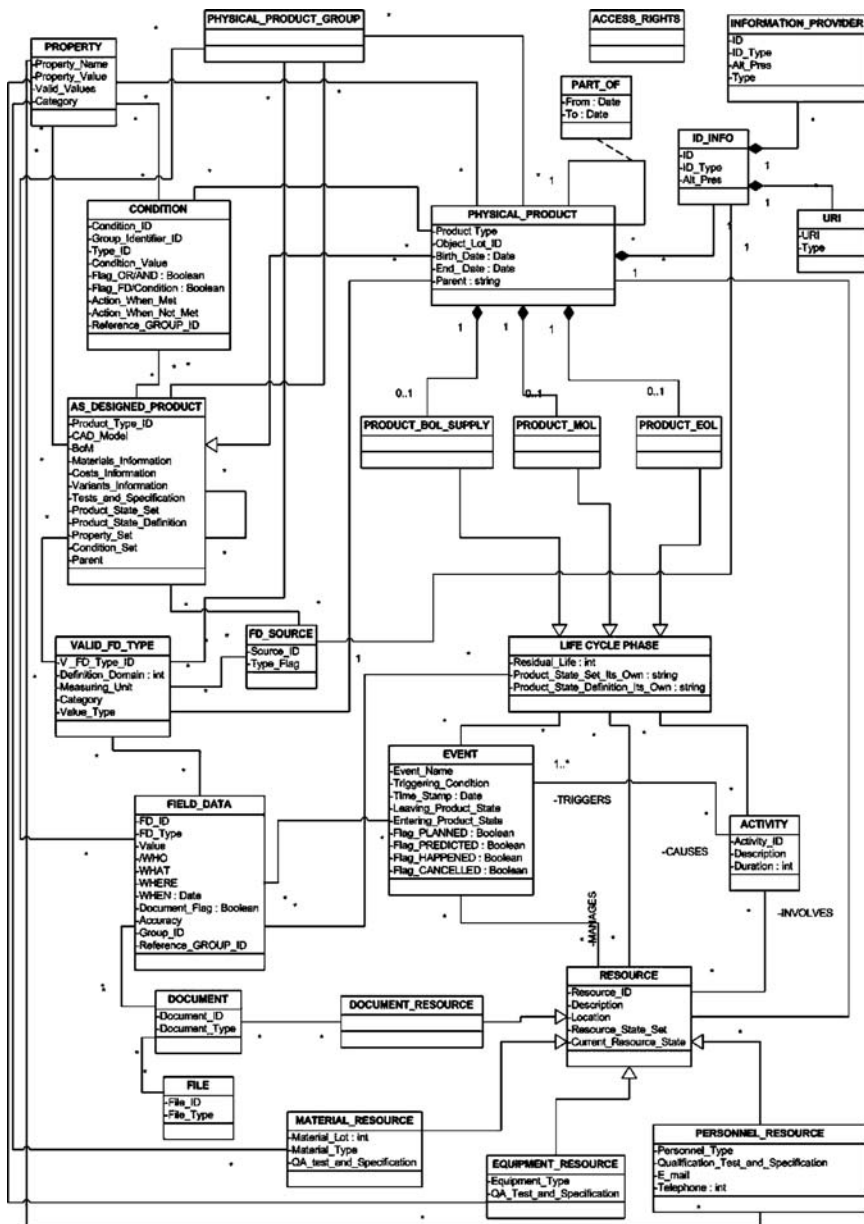 PROPERTY
-Property_Name
-Property_Value
-Valid_Values
-Category
PHYSICAL_PRODUCT_GROUP
ACCESS_RIGHTS
INFORMATION_PROVIDER
-ID
-ID_Type
-Alt_Pres
-Type
PART_OF
-From : Date
-To : Date
ID_INFO
-ID
-ID_Type
-Alt_Pres
URI
-URI
-Type
CONDITION
-Condition_ID
-Group_Identifier_ID
-Type_ID
-Condition_Value
-Flag_OR/AND : Boolean
-Flag_FD/Condition : Boolean
-Action_When_Met
-Action_When_Not_Met
-Reference_GROUP_ID
PHYSICAL_PRODUCT
-Product Type
-Object_Lot_ID
-Birth_Date : Date
-End_Date : Date
-Parent : string
1
1
1
1
1
1
1
1
1
1
0..1
0..1
0..1
AS_DESIGNED_PRODUCT
-Product_Type_ID
-CAD_Model
-BoM
-Materials_Information
-Costs_Information
-Variants_Information
-Tests_and_Specification
-Product_State_Set
-Product_State_Definition
-Property_Set
-Condition_Set
-Parent
PRODUCT_BOL_SUPPLY
PRODUCT_MOL
PRODUCT_EOL
VALID_FD_TYPE
-V_FD_Type_ID
-Definition_Domain : int
-Measuring_Unit
-Category
-Value_Type
FD_SOURCE
-Source_ID
-Type_Flag
1
LIFE CYCLE PHASE
-Residual_Life : int
-Product_State_Set_Its_Own : string
-Product_State_Definition_Its_Own : string
FIELD_DATA
-FD_ID
-FD_Type
-Value
-/WHO
-WHAT
-WHERE
-WHEN : Date
-Document_Flag : Boolean
-Accuracy
-Group_ID
-Reference_GROUP_ID
EVENT
-Event_Name
-Triggering_Condition
-Time_Stamp : Date
-Leaving_Product_State
-Entering_Product_State
-Flag_PLANNED : Boolean
-Flag_PREDICTED : Boolean
-Flag_HAPPENED : Boolean
-Flag_CANCELLED : Boolean
1..*
-TRIGGERS
-CAUSES
ACTIVITY
-Activity_ID
-Description
-Duration : int
-INVOLVES
-MANAGES
DOCUMENT
-Document_ID
-Document_Type
DOCUMENT_RESOURCE
RESOURCE
-Resource_ID
-Description
-Location
-Resource_State_Set
-Current_Resource_State
FILE
-File_ID
-File_Type
MATERIAL_RESOURCE
-Material_Lot : int
-Material_Type
-QA_test_and_Specification
EQUIPMENT_RESOURCE
-Equipment_Type
-QA_Test_and_Specification
PERSONNEL_RESOURCE
-Personnel_Type
-Qualification_Test_and_Specification
-E_mail
-Telephone : int